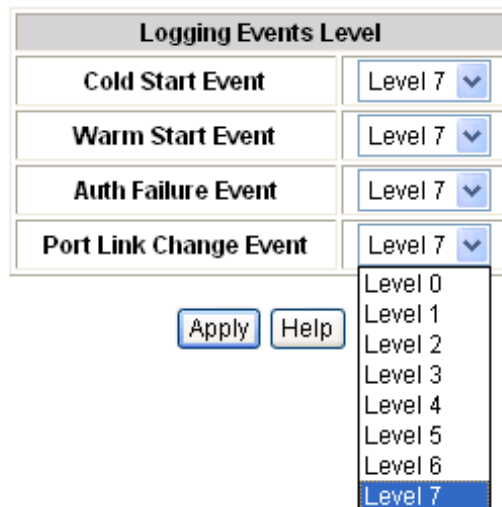 Logging Events Level
Cold Start Event Level 7
Warm Start Event Level 7
Auth Failure Event Level 7
Port Link Change Event Level 7
Level 0
Level 1
Level 2
Level 3
Level 4
Level 5
Level 6
Level 7
Apply Help